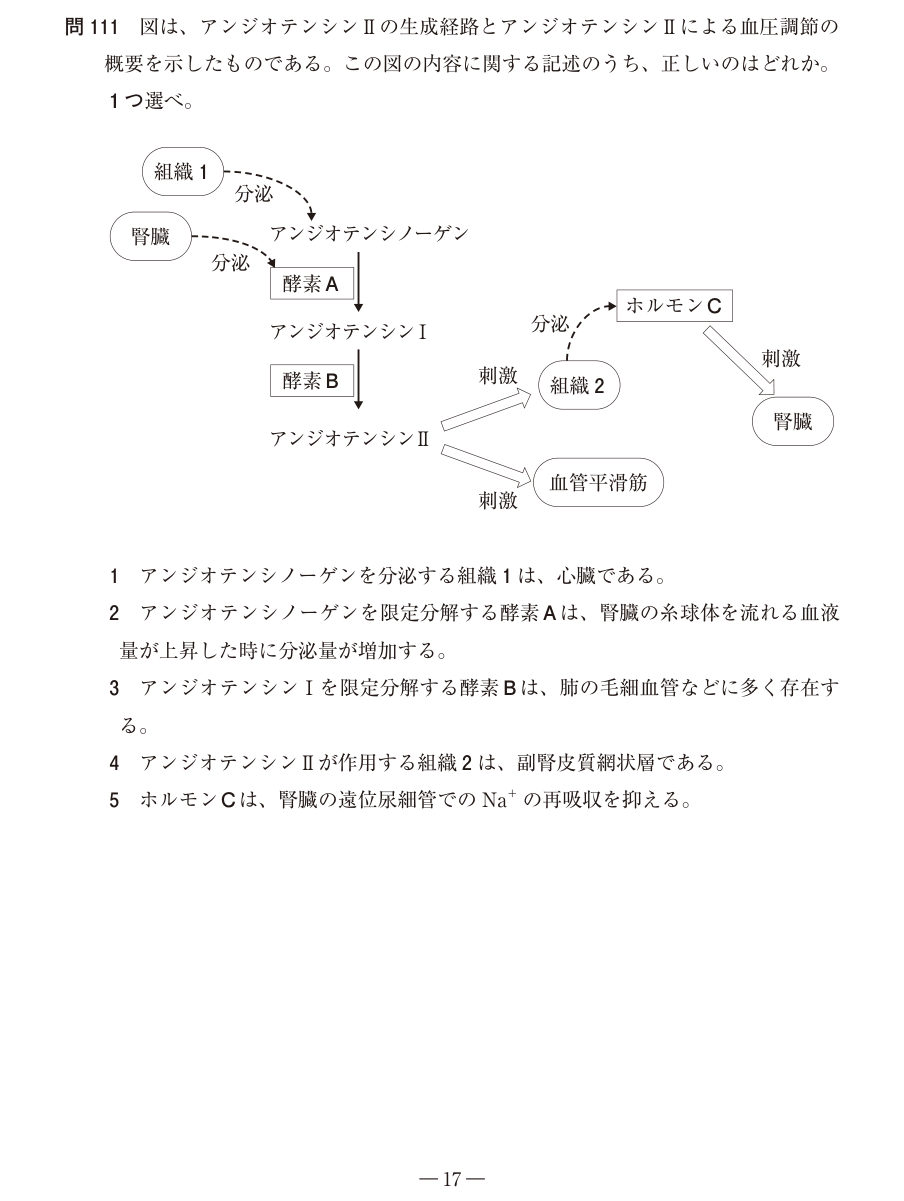 問 111 図は、アンジオテンシンⅡの生成経路とアンジオテンシンⅡによる血圧調節の
概要を示したものである。この図の内容に関する記述のうち、正しいのはどれか。
1つ選べ。
組織 1
分泌
アンジオテンシノーゲン
腎臓
分泌
酵素 A
アンジオテンシンⅠ
酵素 B
アンジオテンシンⅡ
刺激
組織 2
分泌
ホルモン C
刺激
腎臓
刺激
血管平滑筋
1 アンジオテンシノーゲンを分泌する組織 1 は、心臓である。
2 アンジオテンシノーゲンを限定分解する酵素 A は、腎臓の糸球体を流れる血液
量が上昇した時に分泌量が増加する。
3 アンジオテンシンⅠを限定分解する酵素 B は、肺の毛細血管などに多く存在す
る。
4 アンジオテンシンⅡが作用する組織 2 は、副腎皮質網状層である。
5 ホルモン C は、腎臓の遠位尿細管での Na⁺ の再吸収を抑える。
— 17 —